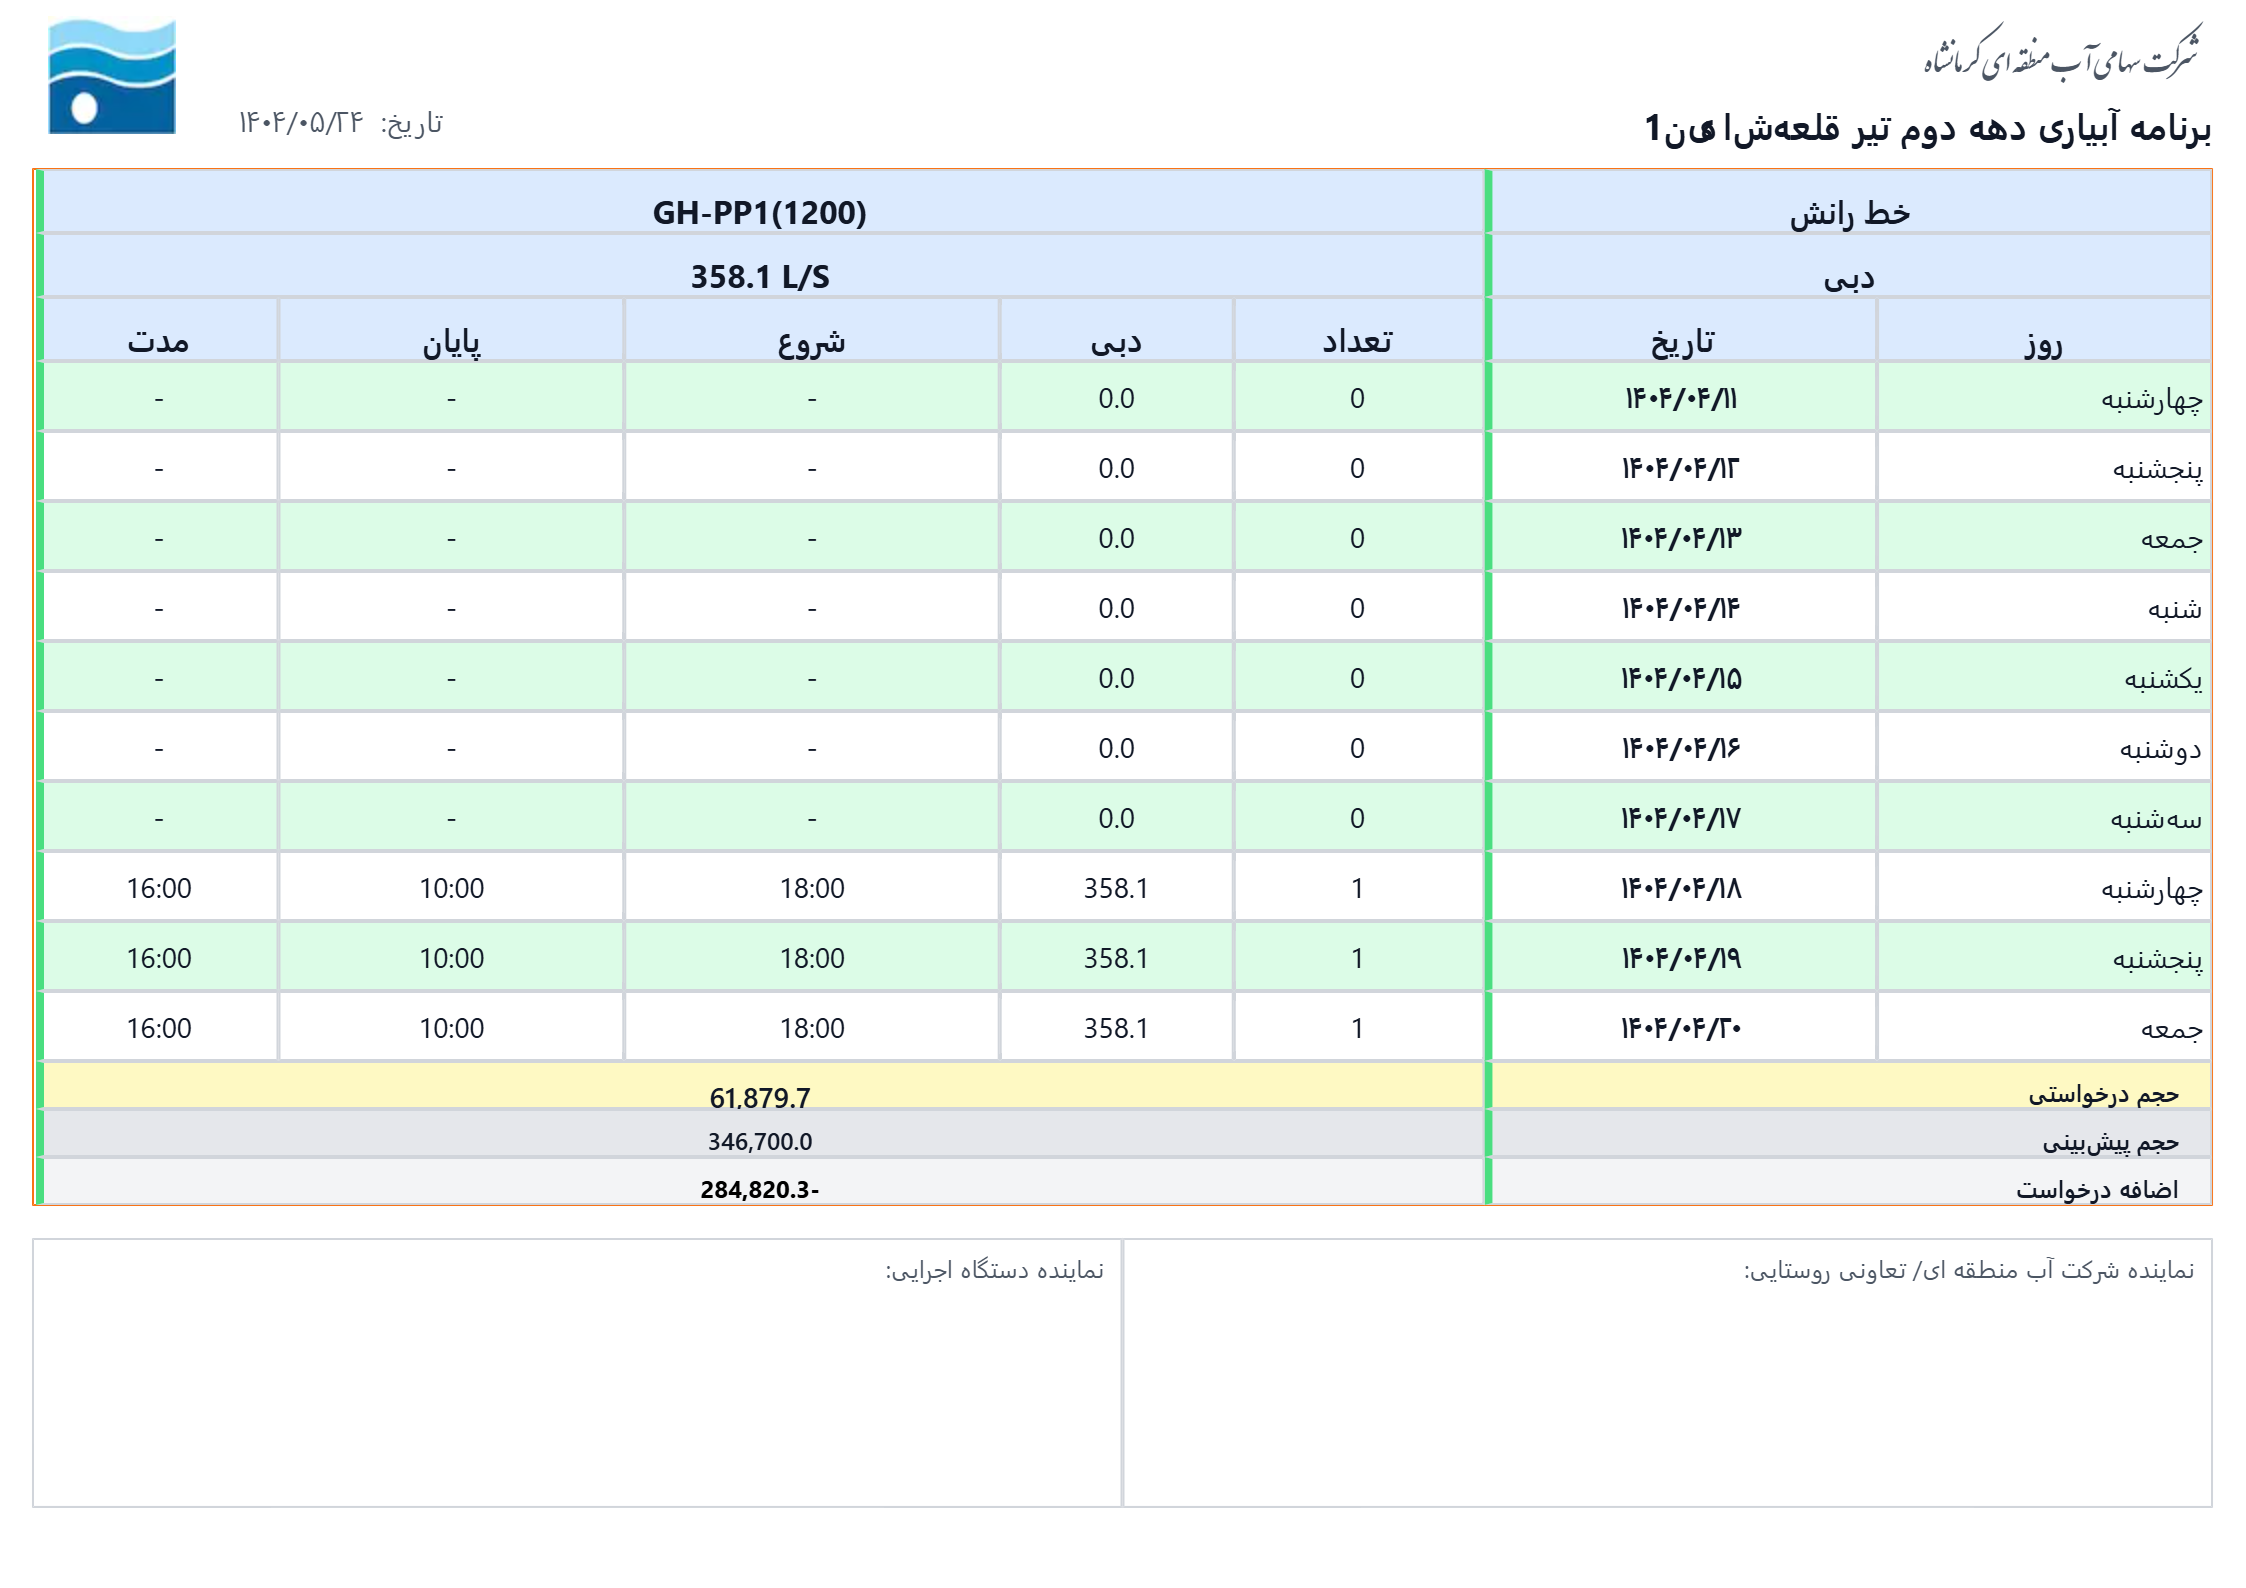 شرکت سهامی آب منطقه ای کرمانشاه
برنامه آبیاری دهه دوم تیر
تاریخ: ۱۴۰۴/۰۵/۲۴
خط رانش GH-PP1(1200)
دبی 358.1 L/S
روز تاریخ تعداد دبی شروع پایان مدت
چهارشنبه ۱۴۰۴/۰۴/۱۱ 0 0.0 - - -
پنجشنبه ۱۴۰۴/۰۴/۱۲ 0 0.0 - - -
جمعه ۱۴۰۴/۰۴/۱۳ 0 0.0 - - -
شنبه ۱۴۰۴/۰۴/۱۴ 0 0.0 - - -
یکشنبه ۱۴۰۴/۰۴/۱۵ 0 0.0 - - -
دوشنبه ۱۴۰۴/۰۴/۱۶ 0 0.0 - - -
سه‌شنبه ۱۴۰۴/۰۴/۱۷ 0 0.0 - - -
چهارشنبه ۱۴۰۴/۰۴/۱۸ 1 358.1 18:00 10:00 16:00
پنجشنبه ۱۴۰۴/۰۴/۱۹ 1 358.1 18:00 10:00 16:00
جمعه ۱۴۰۴/۰۴/۲۰ 1 358.1 18:00 10:00 16:00
حجم درخواستی 61,879.7
حجم پیش‌بینی 346,700.0
اضافه درخواست 284,820.3-
نماینده شرکت آب منطقه ای/ تعاونی روستایی:
نماینده دستگاه اجرایی: